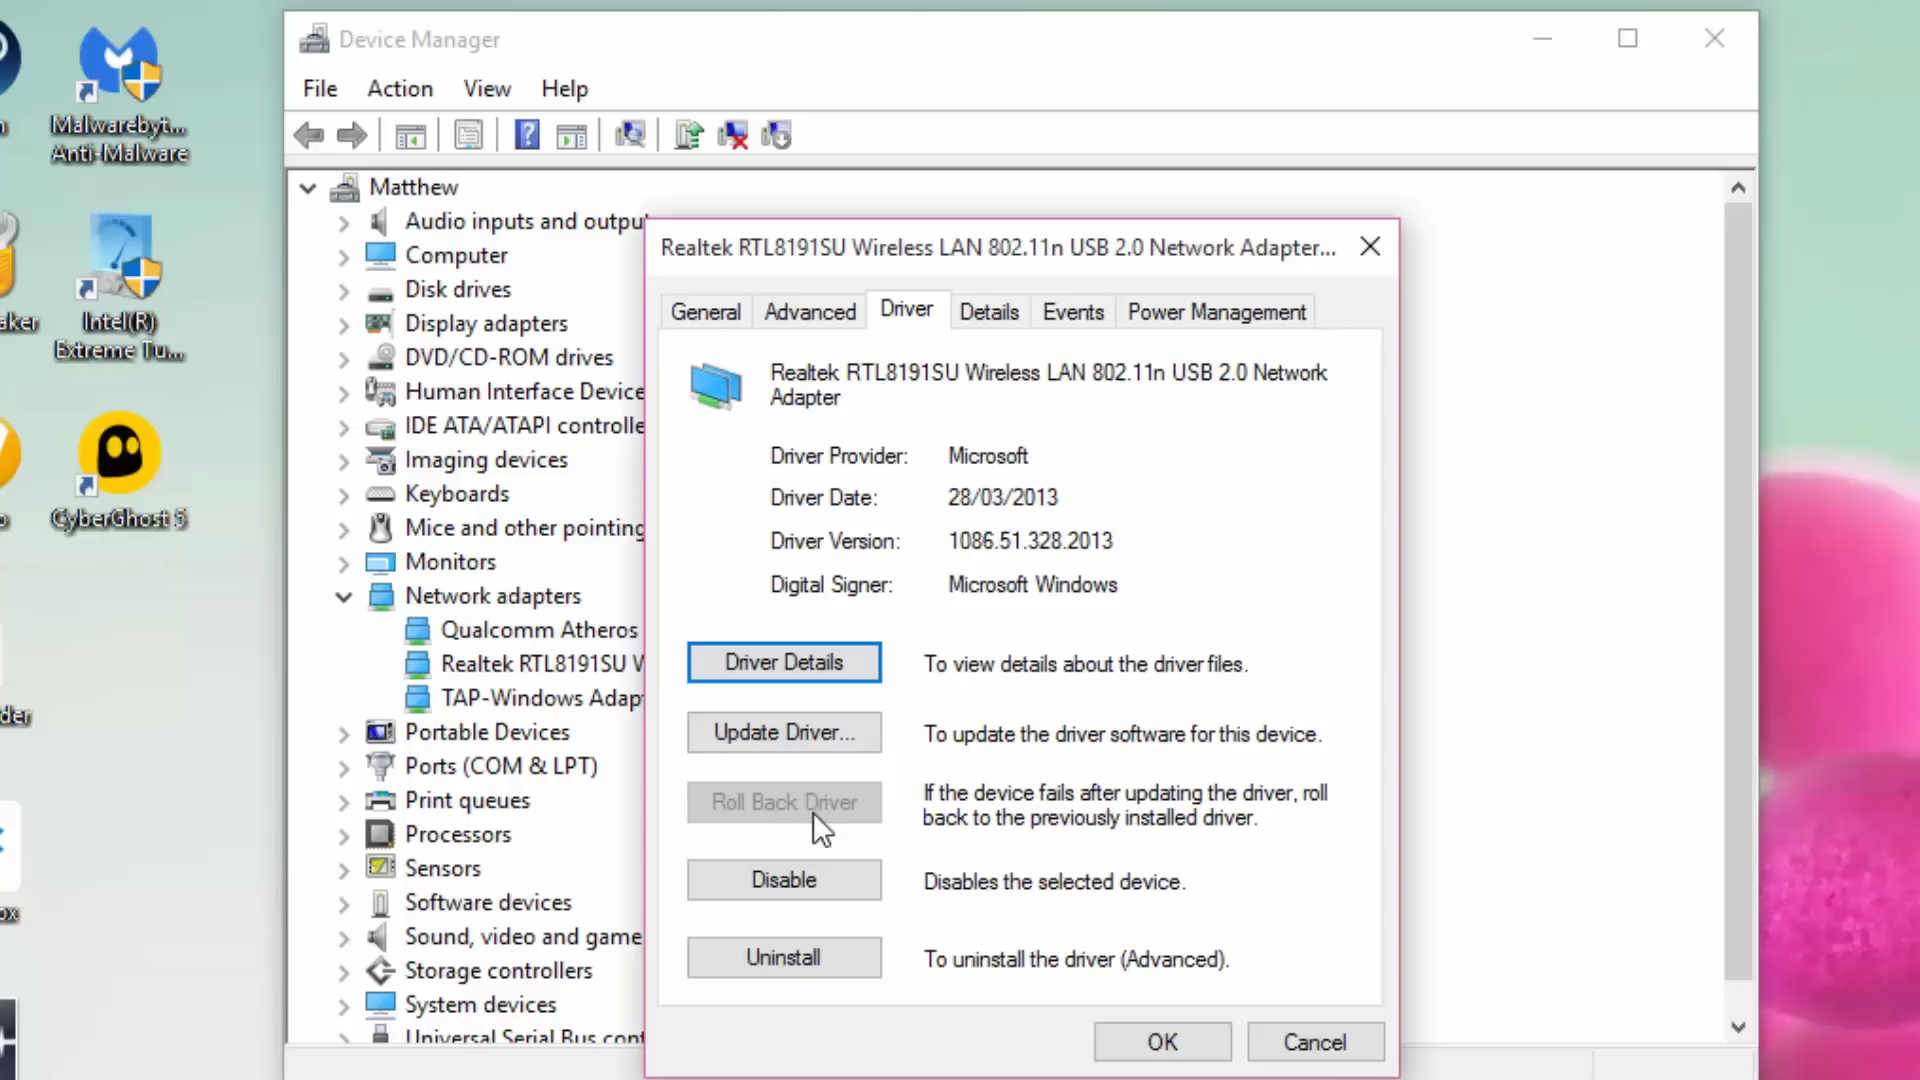 Malwareb‌yt...
Anti-Malware
Intel(R)
Extreme Tu...
CyberGhost 5
aker
der
ox
Device Manager
File Action View Help
Matthew
Audio inputs and outpu
Computer
Disk drives
Display adapters
DVD/CD-ROM drives
Human Interface Device
IDE ATA/ATAPI controlle
Imaging devices
Keyboards
Mice and other pointing
Monitors
Network adapters
Qualcomm Atheros
Realtek RTL8191SU W
TAP-Windows Adap
Portable Devices
Ports (COM & LPT)
Print queues
Processors
Sensors
Software devices
Sound, video and game
Storage controllers
System devices
Universal Serial Bus cont
Realtek RTL8191SU Wireless LAN 802.11n USB 2.0 Network Adapter...
General Advanced Driver Details Events Power Management
Realtek RTL8191SU Wireless LAN 802.11n USB 2.0 Network
Adapter
Driver Provider: Microsoft
Driver Date: 28/03/2013
Driver Version: 1086.51.328.2013
Digital Signer: Microsoft Windows
Driver Details To view details about the driver files.
Update Driver... To update the driver software for this device.
Roll Back Driver If the device fails after updating the driver, roll
back to the previously installed driver.
Disable Disables the selected device.
Uninstall To uninstall the driver (Advanced).
OK Cancel